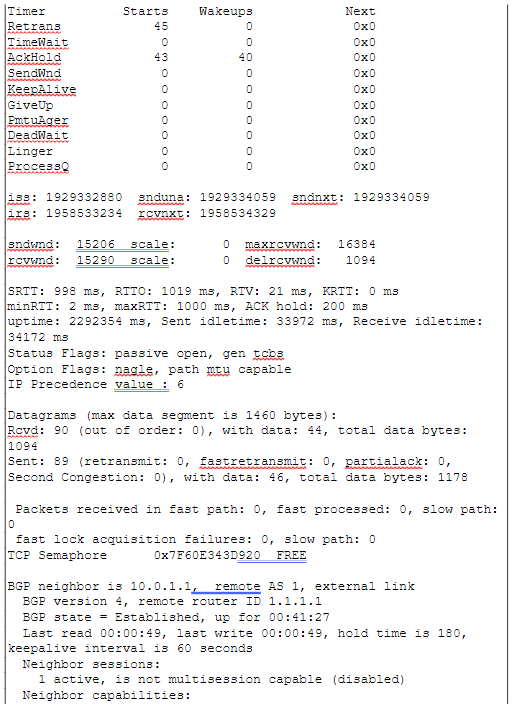 Timer          Starts    Wakeups            Next
Retrans            45          0             0x0
TimeWait            0          0             0x0
AckHold            43         40             0x0
SendWnd             0          0             0x0
KeepAlive           0          0             0x0
GiveUp              0          0             0x0
PmtuAger            0          0             0x0
DeadWait            0          0             0x0
Linger              0          0             0x0
ProcessQ            0          0             0x0
iss: 1929332880  snduna: 1929334059  sndnxt: 1929334059
irs: 1958533234  rcvnxt: 1958534329
sndwnd:  15206  scale:      0  maxrcvwnd:  16384
rcvwnd:  15290  scale:      0  delrcvwnd:   1094
SRTT: 998 ms, RTTO: 1019 ms, RTV: 21 ms, KRTT: 0 ms
minRTT: 2 ms, maxRTT: 1000 ms, ACK hold: 200 ms
uptime: 2292354 ms, Sent idletime: 33972 ms, Receive idletime:
34172 ms
Status Flags: passive open, gen tcbs
Option Flags: nagle, path mtu capable
IP Precedence value : 6
Datagrams (max data segment is 1460 bytes):
Rcvd: 90 (out of order: 0), with data: 44, total data bytes:
1094
Sent: 89 (retransmit: 0, fastretransmit: 0, partialack: 0,
Second Congestion: 0), with data: 46, total data bytes: 1178
Packets received in fast path: 0, fast processed: 0, slow path:
0
fast lock acquisition failures: 0, slow path: 0
TCP Semaphore      0x7F60E343D920  FREE
BGP neighbor is 10.0.1.1,  remote AS 1, external link
BGP version 4, remote router ID 1.1.1.1
BGP state = Established, up for 00:41:27
Last read 00:00:49, last write 00:00:49, hold time is 180,
keepalive interval is 60 seconds
Neighbor sessions:
1 active, is not multisession capable (disabled)
Neighbor capabilities: